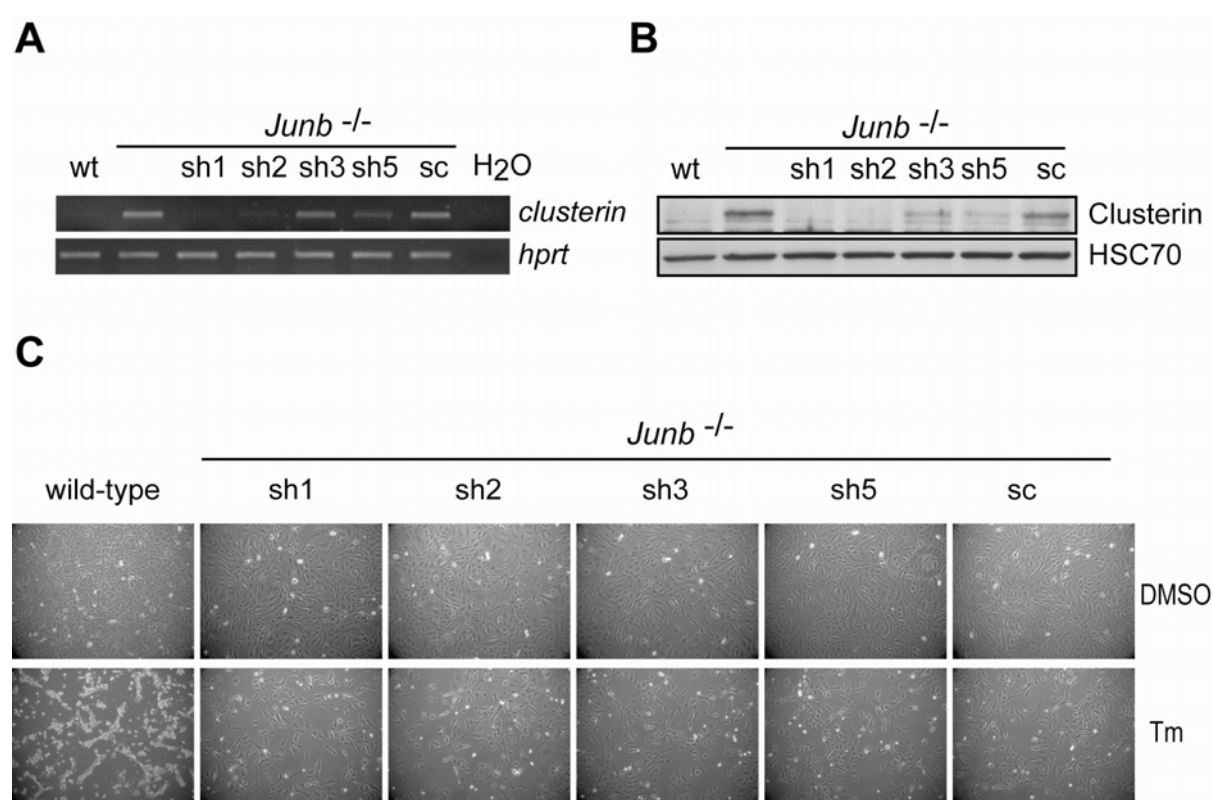 A
Junb -/-
wt sh1 sh2 sh3 sh5 sc H2O
clusterin
hprt
B
Junb -/-
wt sh1 sh2 sh3 sh5 sc
Clusterin
HSC70
C
Junb -/-
wild-type sh1 sh2 sh3 sh5 sc
DMSO
Tm